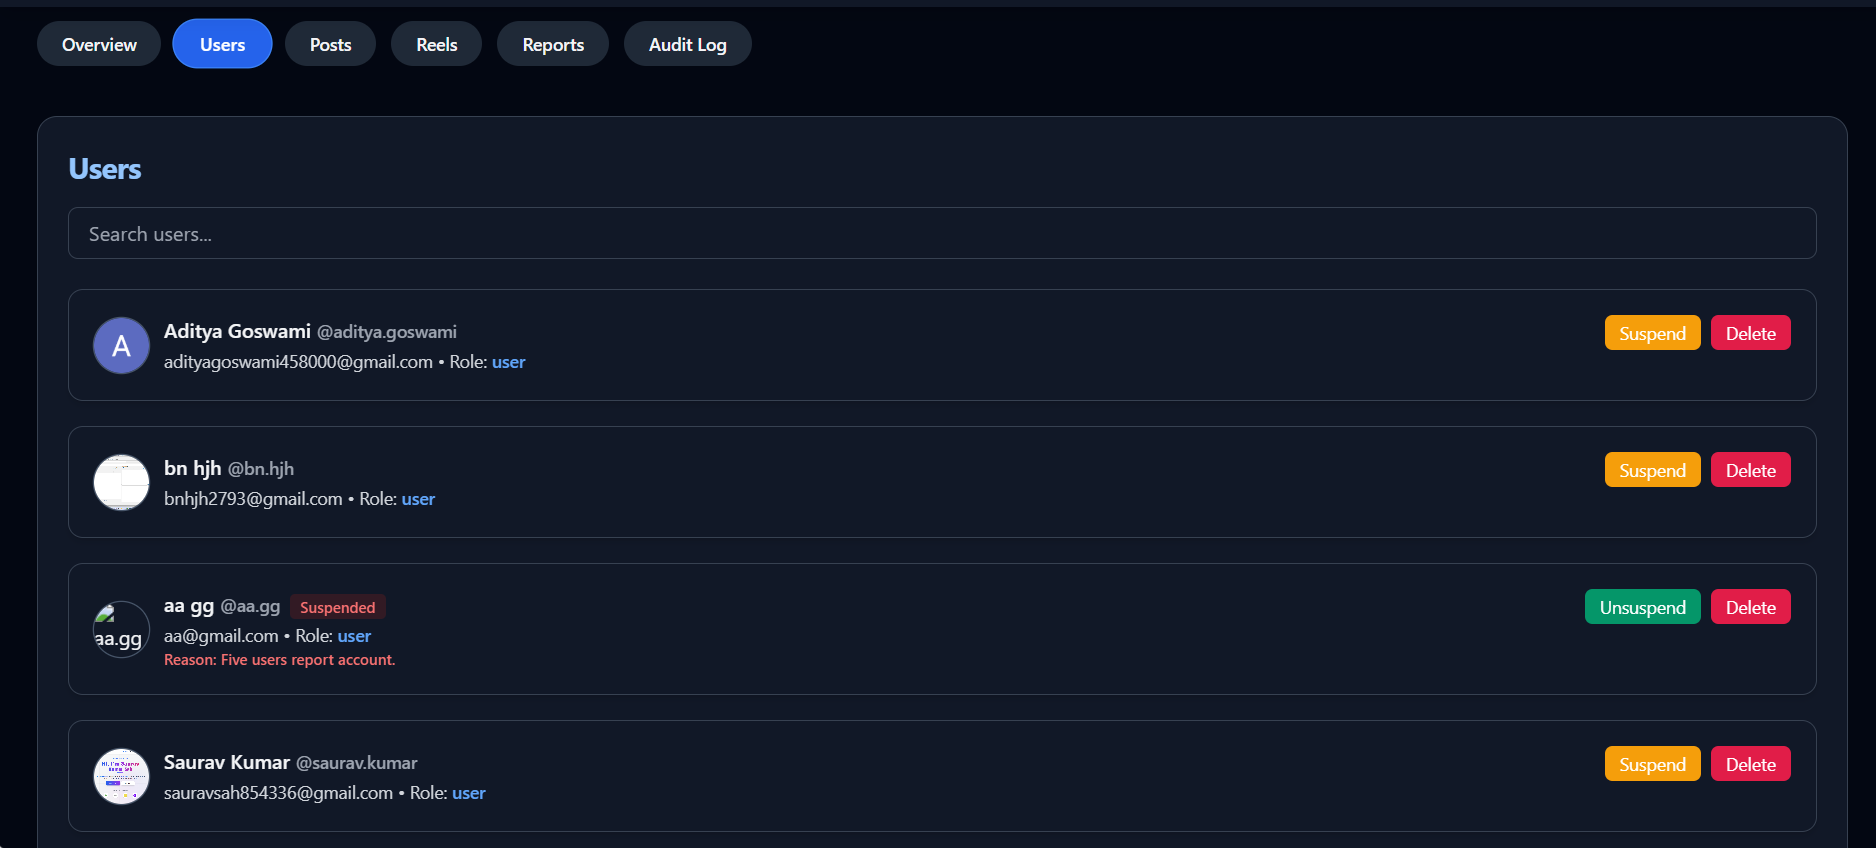 Overview Users Posts Reels Reports Audit Log
Users
Search users...
A
Aditya Goswami @aditya.goswami
adityagoswami458000@gmail.com • Role: user
Suspend Delete
bn hjh @bn.hjh
bnhjh2793@gmail.com • Role: user
Suspend Delete
aa.gg
aa gg @aa.gg Suspended
aa@gmail.com • Role: user
Reason: Five users report account.
Unsuspend Delete
Saurav Kumar @saurav.kumar
sauravsah854336@gmail.com • Role: user
Suspend Delete